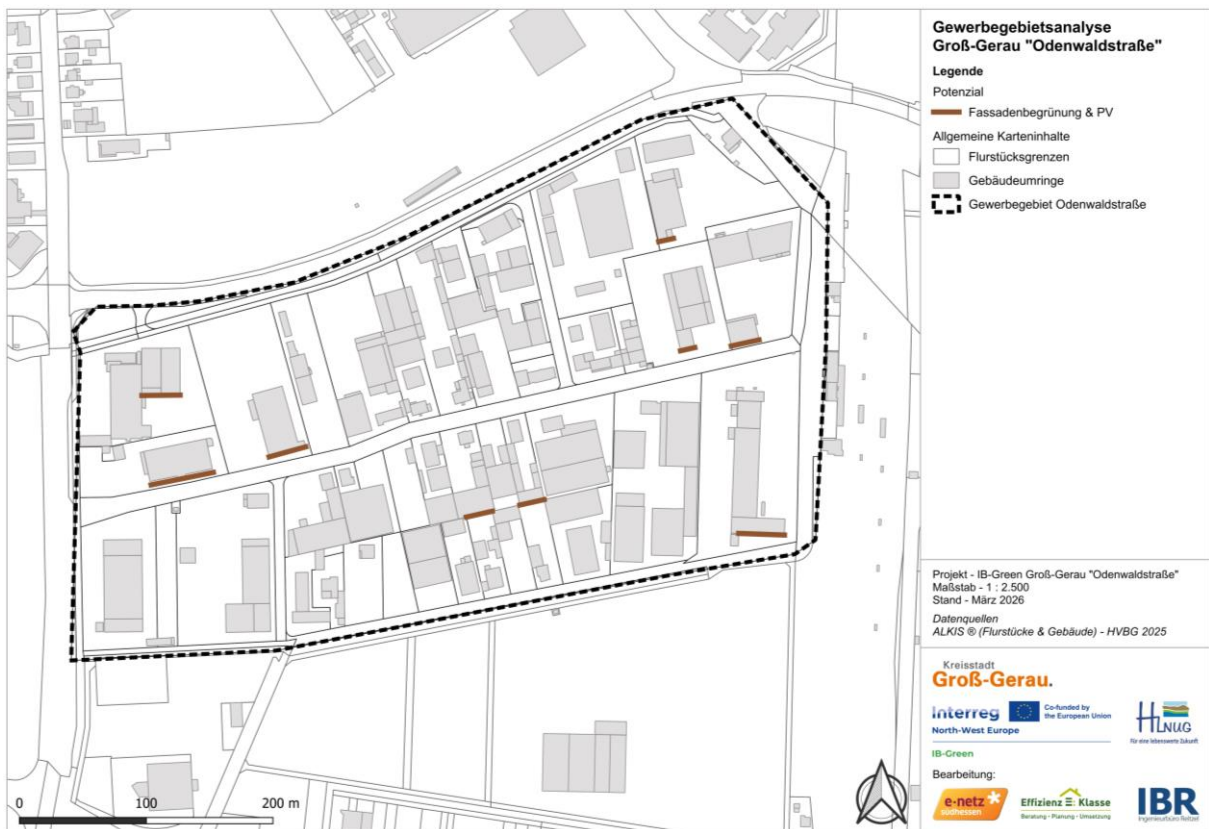 Gewerbegebietsanalyse
Groß-Gerau "Odenwaldstraße"
Legende
Potenzial
Fassadenbegrünung & PV
Allgemeine Karteninhalte
Flurstücksgrenzen
Gebäudeumringe
Gewerbegebiet Odenwaldstraße
Projekt - IB-Green Groß-Gerau "Odenwaldstraße"
Maßstab - 1 : 2.500
Stand - März 2026
Datenquellen
ALKIS ® (Flurstücke & Gebäude) - HVBG 2025
Kreisstadt
Groß-Gerau.
Interreg
Co-funded by
the European Union
North-West Europe
IB-Green
HLNUG
Für eine lebenswerte Zukunft
Bearbeitung:
e-netz
südhessen
Effizienz Klasse
Beratung - Planung - Umsetzung
IBR
Ingenieurbüro Rettzel
0 100 200 m